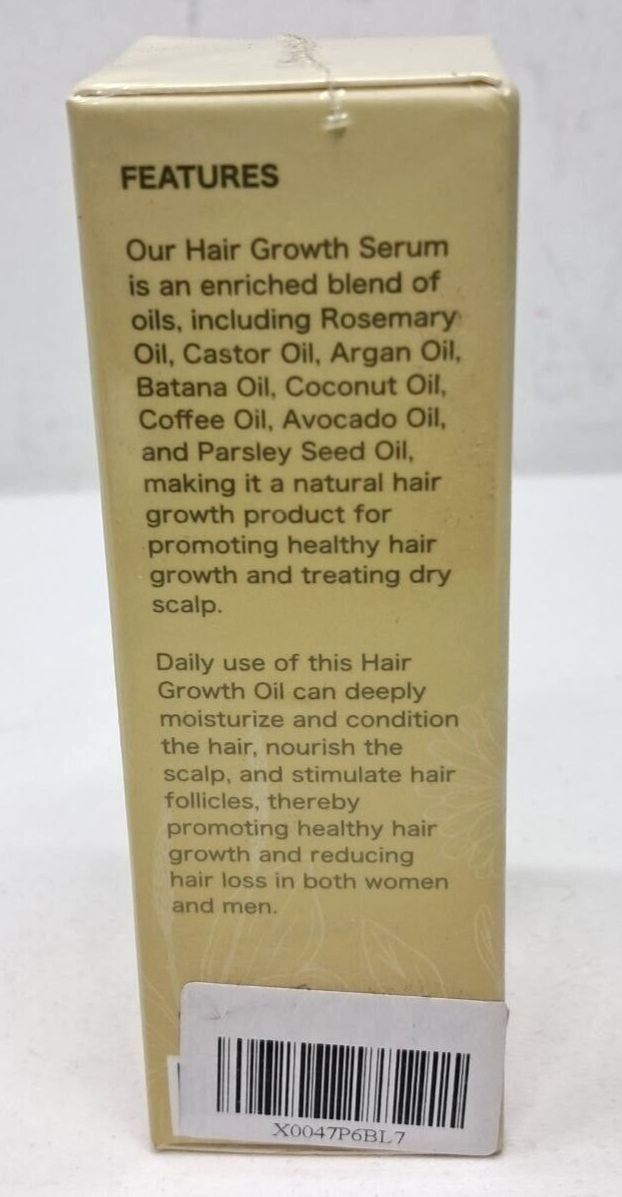 FEATURES
Our Hair Growth Serum
is an enriched blend of
oils, including Rosemary
Oil, Castor Oil, Argan Oil,
Batana Oil, Coconut Oil,
Coffee Oil, Avocado Oil,
and Parsley Seed Oil,
making it a natural hair
growth product for
promoting healthy hair
growth and treating dry
scalp.
Daily use of this Hair
Growth Oil can deeply
moisturize and condition
the hair, nourish the
scalp, and stimulate hair
follicles, thereby
promoting healthy hair
growth and reducing
hair loss in both women
and men.
X0047P6BL7